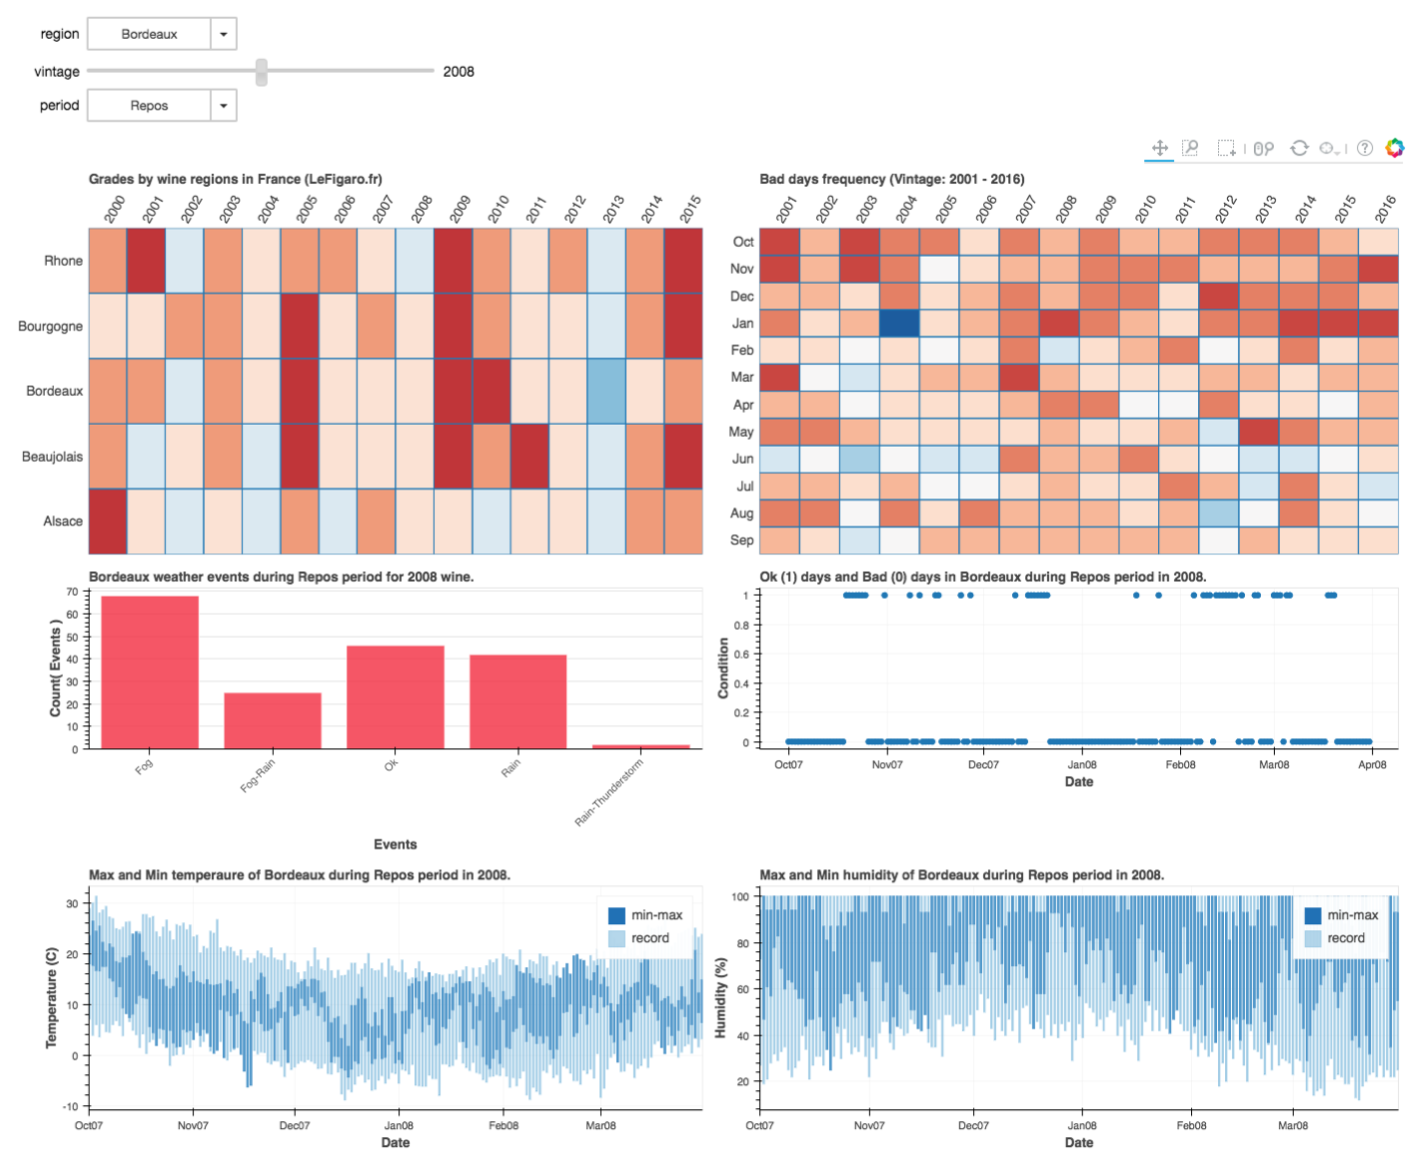 region Bordeaux
vintage 2008
period Repos
Grades by wine regions in France (LeFigaro.fr)
2000 2001 2002 2003 2004 2005 2006 2007 2008 2009 2010 2011 2012 2013 2014 2015
Rhone
Bourgogne
Bordeaux
Beaujolais
Alsace
Bad days frequency (Vintage: 2001 - 2016)
2001 2002 2003 2004 2005 2006 2007 2008 2009 2010 2011 2012 2013 2014 2015 2016
Oct
Nov
Dec
Jan
Feb
Mar
Apr
May
Jun
Jul
Aug
Sep
Bordeaux weather events during Repos period for 2008 wine.
Count( Events )
70
60
50
40
30
20
10
0
Fog Fog-Rain Ok Rain Rain-Thunderstorm
Events
Ok (1) days and Bad (0) days in Bordeaux during Repos period in 2008.
Condition
1
0.8
0.6
0.4
0.2
0
Oct07 Nov07 Dec07 Jan08 Feb08 Mar08 Apr08
Date
Max and Min temperaure of Bordeaux during Repos period in 2008.
Temperature (C)
30
20
10
0
-10
min-max
record
Oct07 Nov07 Dec07 Jan08 Feb08 Mar08
Date
Max and Min humidity of Bordeaux during Repos period in 2008.
Humidity (%)
100
80
60
40
20
min-max
record
Oct07 Nov07 Dec07 Jan08 Feb08 Mar08
Date